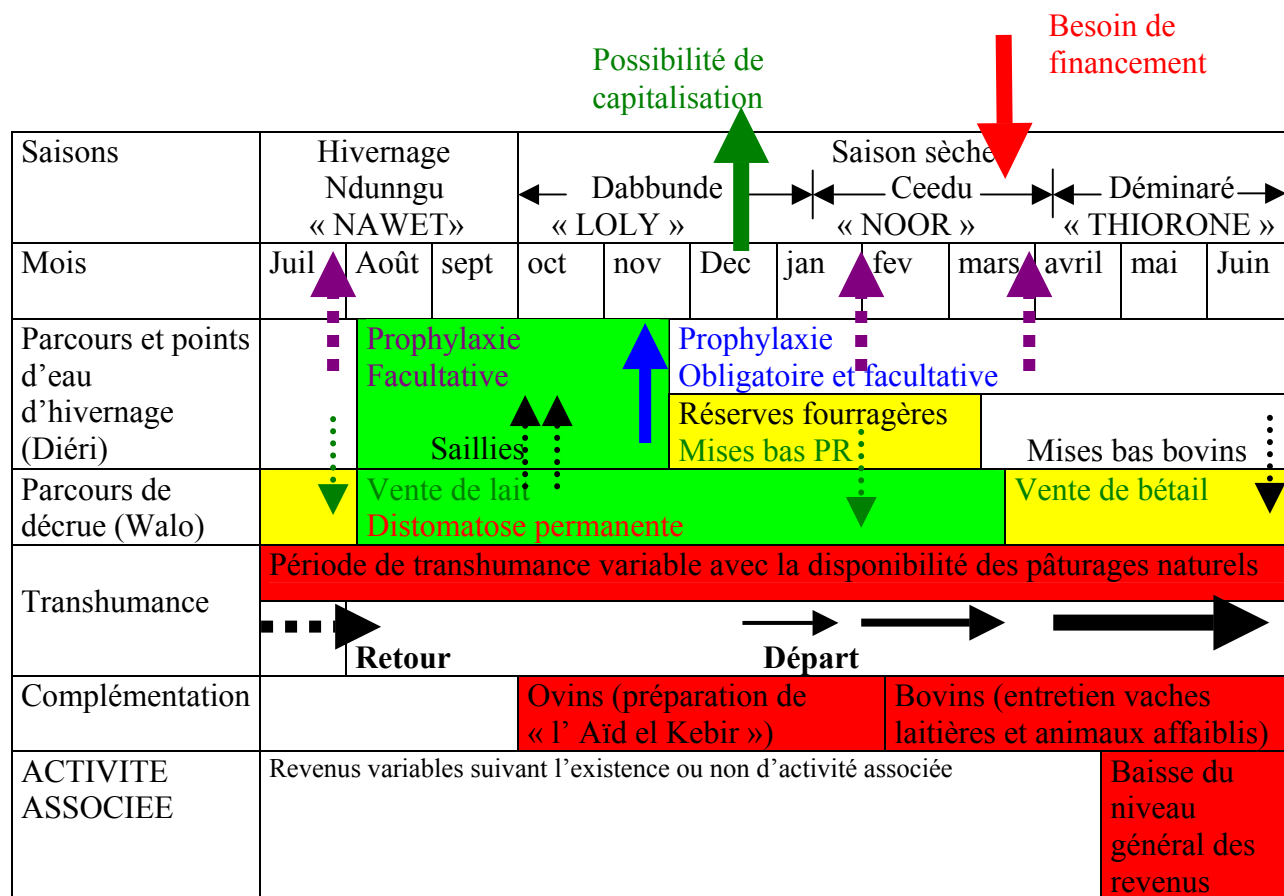 Besoin de
financement
Possibilité de
capitalisation
Saisons
Hivernage
Ndunngu
« NAWET»
Saison sèche
Dabbunde
« LOLY »
Ceedu
« NOOR »
Déminaré
« THIORONE »
Mois
Juil
Août
sept
oct
nov
Dec
jan
fev
mars
avril
mai
Juin
Parcours et points
d’eau
d’hivernage
(Diéri)
Prophylaxie
Facultative
Saillies
Prophylaxie
Obligatoire et facultative
Réserves fourragères
Mises bas PR
Mises bas bovins
Parcours de
décrue (Walo)
Vente de lait
Distomatose permanente
Vente de bétail
Transhumance
Période de transhumance variable avec la disponibilité des pâturages naturels
Retour
Départ
Complémentation
Ovins (préparation de
« l’ Aïd el Kebir »)
Bovins (entretien vaches
laitières et animaux affaiblis)
ACTIVITE
ASSOCIEE
Revenus variables suivant l’existence ou non d’activité associée
Baisse du
niveau
général des
revenus